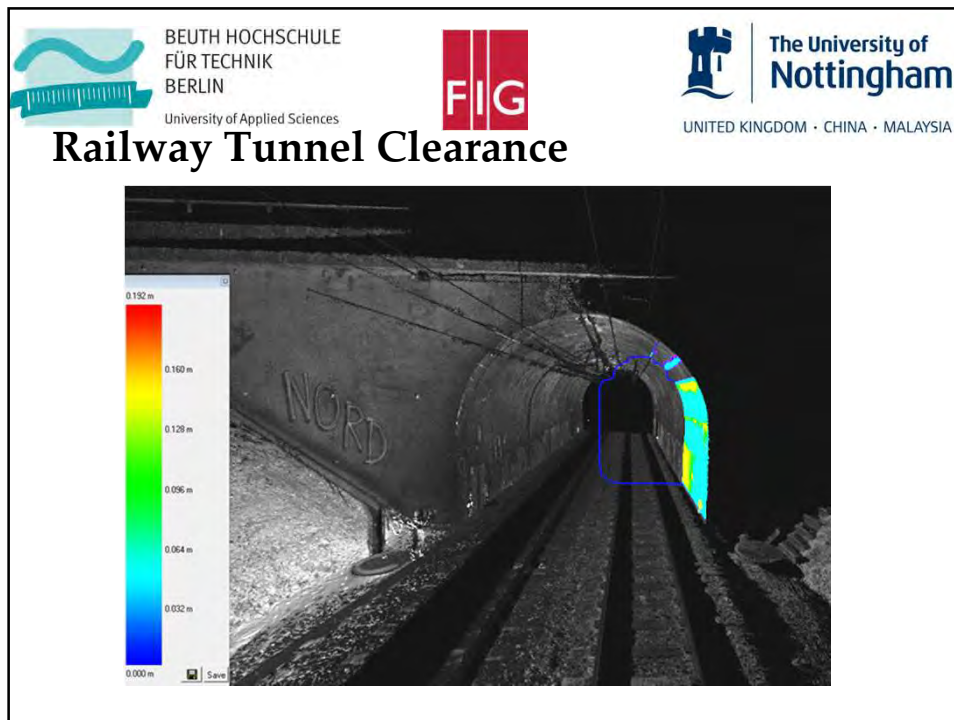 BEUTH HOCHSCHULE
FÜR TECHNIK
BERLIN
University of Applied Sciences
FIG
The University of
Nottingham
UNITED KINGDOM · CHINA · MALAYSIA
Railway Tunnel Clearance
0.192 m
0.160 m
0.128 m
0.096 m
0.064 m
0.032 m
0.000 m
Save
NORD